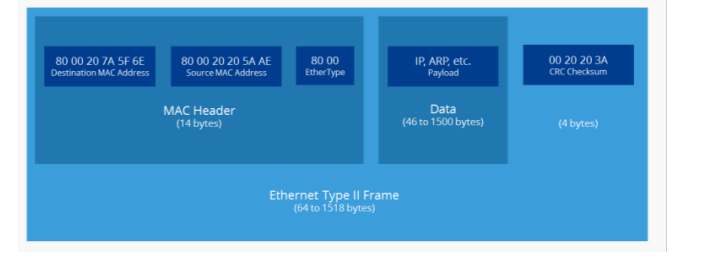 80 00 20 7A 5F 6E
Destination MAC Address
80 00 20 20 5A AE
Source MAC Address
80 00
EtherType
IP, ARP, etc.
Payload
00 20 20 3A
CRC Checksum
MAC Header
(14 bytes)
Data
(46 to 1500 bytes)
(4 bytes)
Ethernet Type II Frame
(64 to 1518 bytes)